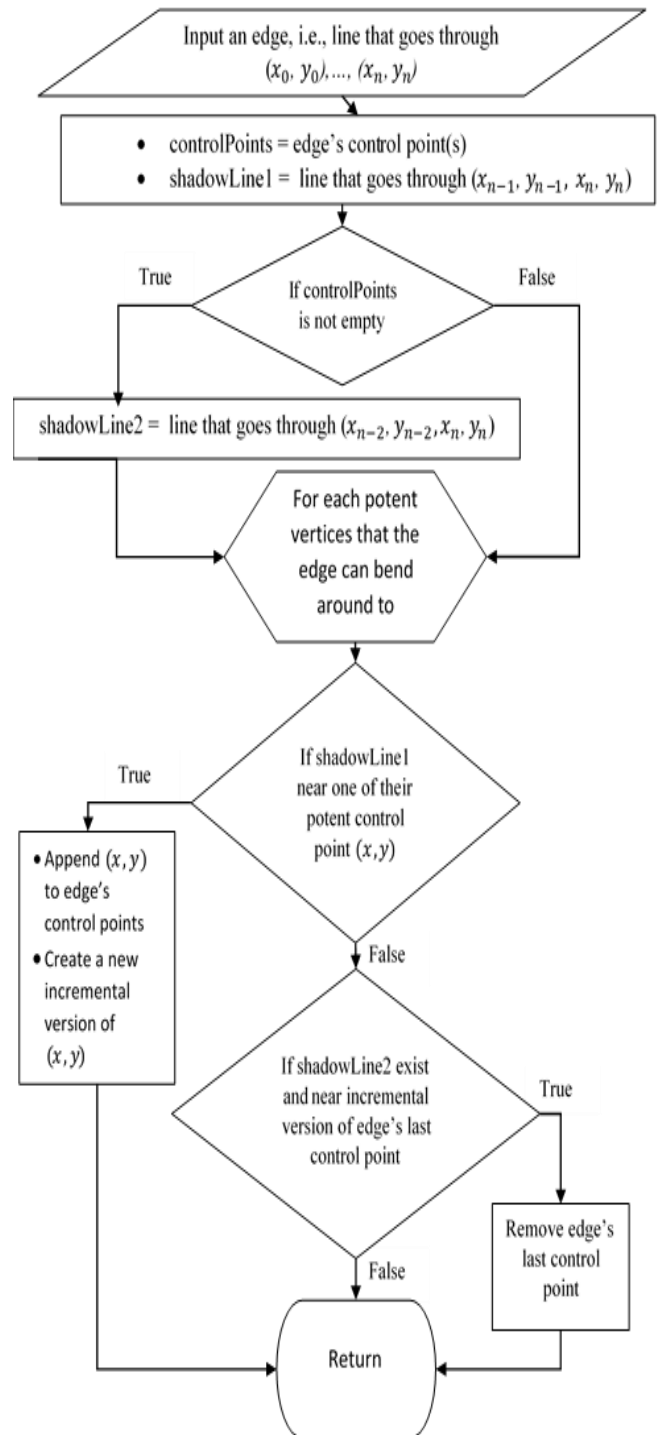 Input an edge, i.e., line that goes through
(x₀, y₀),..., (xₙ, yₙ)
• controlPoints = edge's control point(s)
• shadowLine1 = line that goes through (xₙ₋₁, yₙ₋₁, xₙ, yₙ)
True
False
If controlPoints
is not empty
shadowLine2 = line that goes through (xₙ₋₂, yₙ₋₂, xₙ, yₙ)
For each potent
vertices that the
edge can bend
around to
If shadowLine1
near one of their
potent control
point (x, y)
True
• Append (x, y)
to edge's
control points
• Create a new
incremental
version of
(x, y)
False
If shadowLine2 exist
and near incremental
version of edge's last
control point
True
Remove edge's
last control
point
False
Return